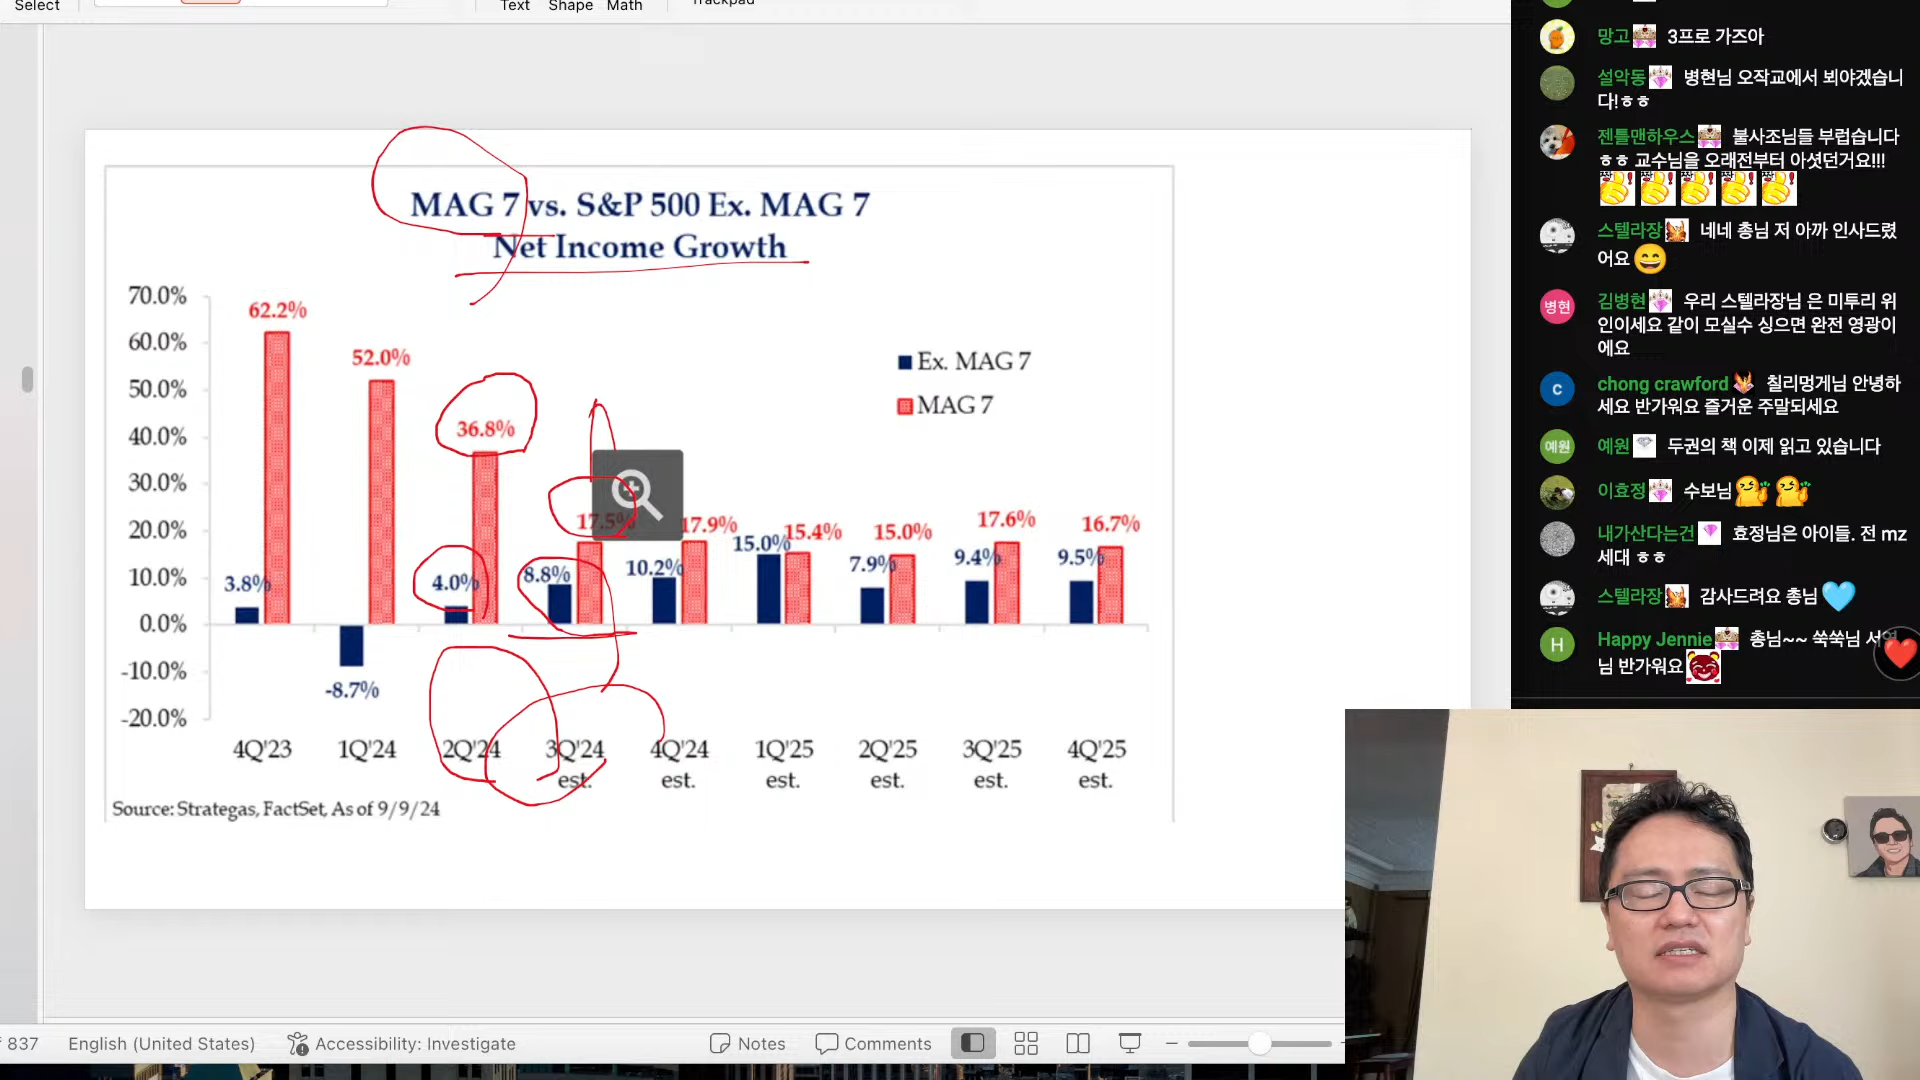 Select
Text
Shape
Math
Trackpad
MAG 7 vs. S&P 500 Ex. MAG 7
Net Income Growth
70.0%
60.0%
50.0%
40.0%
30.0%
20.0%
10.0%
0.0%
-10.0%
-20.0%
62.2%
52.0%
36.8%
17.5%
17.9%
15.4%
15.0%
17.6%
16.7%
3.8%
-8.7%
4.0%
8.8%
10.2%
15.0%
7.9%
9.4%
9.5%
Ex. MAG 7
MAG 7
4Q'23
1Q'24
2Q'24
3Q'24
est.
4Q'24
est.
1Q'25
est.
2Q'25
est.
3Q'25
est.
4Q'25
est.
Source: Strategas, FactSet, As of 9/9/24
837
English (United States)
Accessibility: Investigate
Notes
Comments
망고 3프로 가즈아
설악동 병현님 오작교에서 뵈야겠습니
다!ㅎㅎ
젠틀맨하우스 불사조님들 부럽습니다
ㅎㅎ 교수님을 오래전부터 아셧던거요!!!
스텔라장 네네 총님 저 아까 인사드렸
어요
병현
김병현 우리 스텔라장님 은 미투리 위
인이세요 같이 모실수 싱으면 완전 영광이
에요
C
chong crawford 칠리멍게님 안녕하
세요 반가워요 즐거운 주말되세요
예원
예원 두권의 책 이제 읽고 있습니다
이효정 수보님
내가산다는건 효정님은 아이들. 전 mz
세대 ㅎㅎ
스텔라장 감사드려요 총님
H
Happy Jennie 총님~~ 쑥쑥님 서
님 반가워요